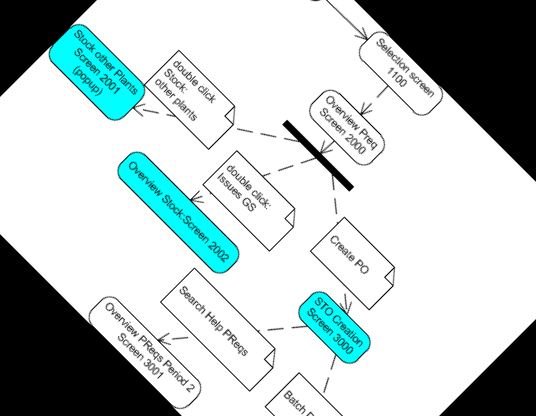 Selection screen
1100
Overview Preq
Screen 2000
Stock other Plants
Screen 2001
(popup)
double click
Stock:
other plants
double click:
Issues GS
Overview Stock:Screen 2002
Create PO
STO Creation
Screen 3000
Search Help PReqs
Overview PReqs Period 2
Screen 3001
Batch